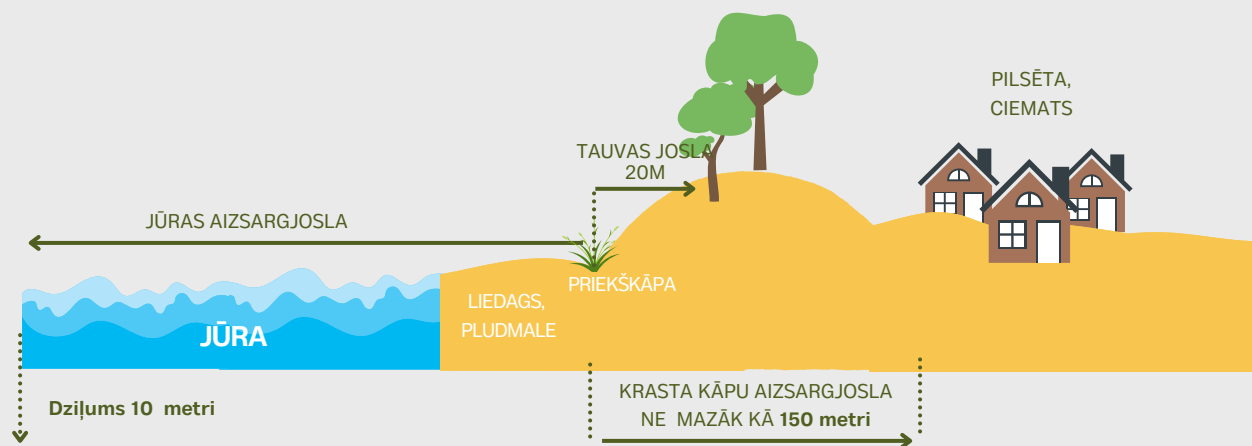 PILSĒTA,
CIEMATS
TAUVAS JOSLA
20M
JŪRAS AIZSARGJOSLA
PRIEKŠKĀPA
LIEDAGS,
PLUDMALE
JŪRA
Dziļums 10 metri
KRASTA KĀPU AIZSARGJOSLA
NE MAZĀK KĀ 150 metri